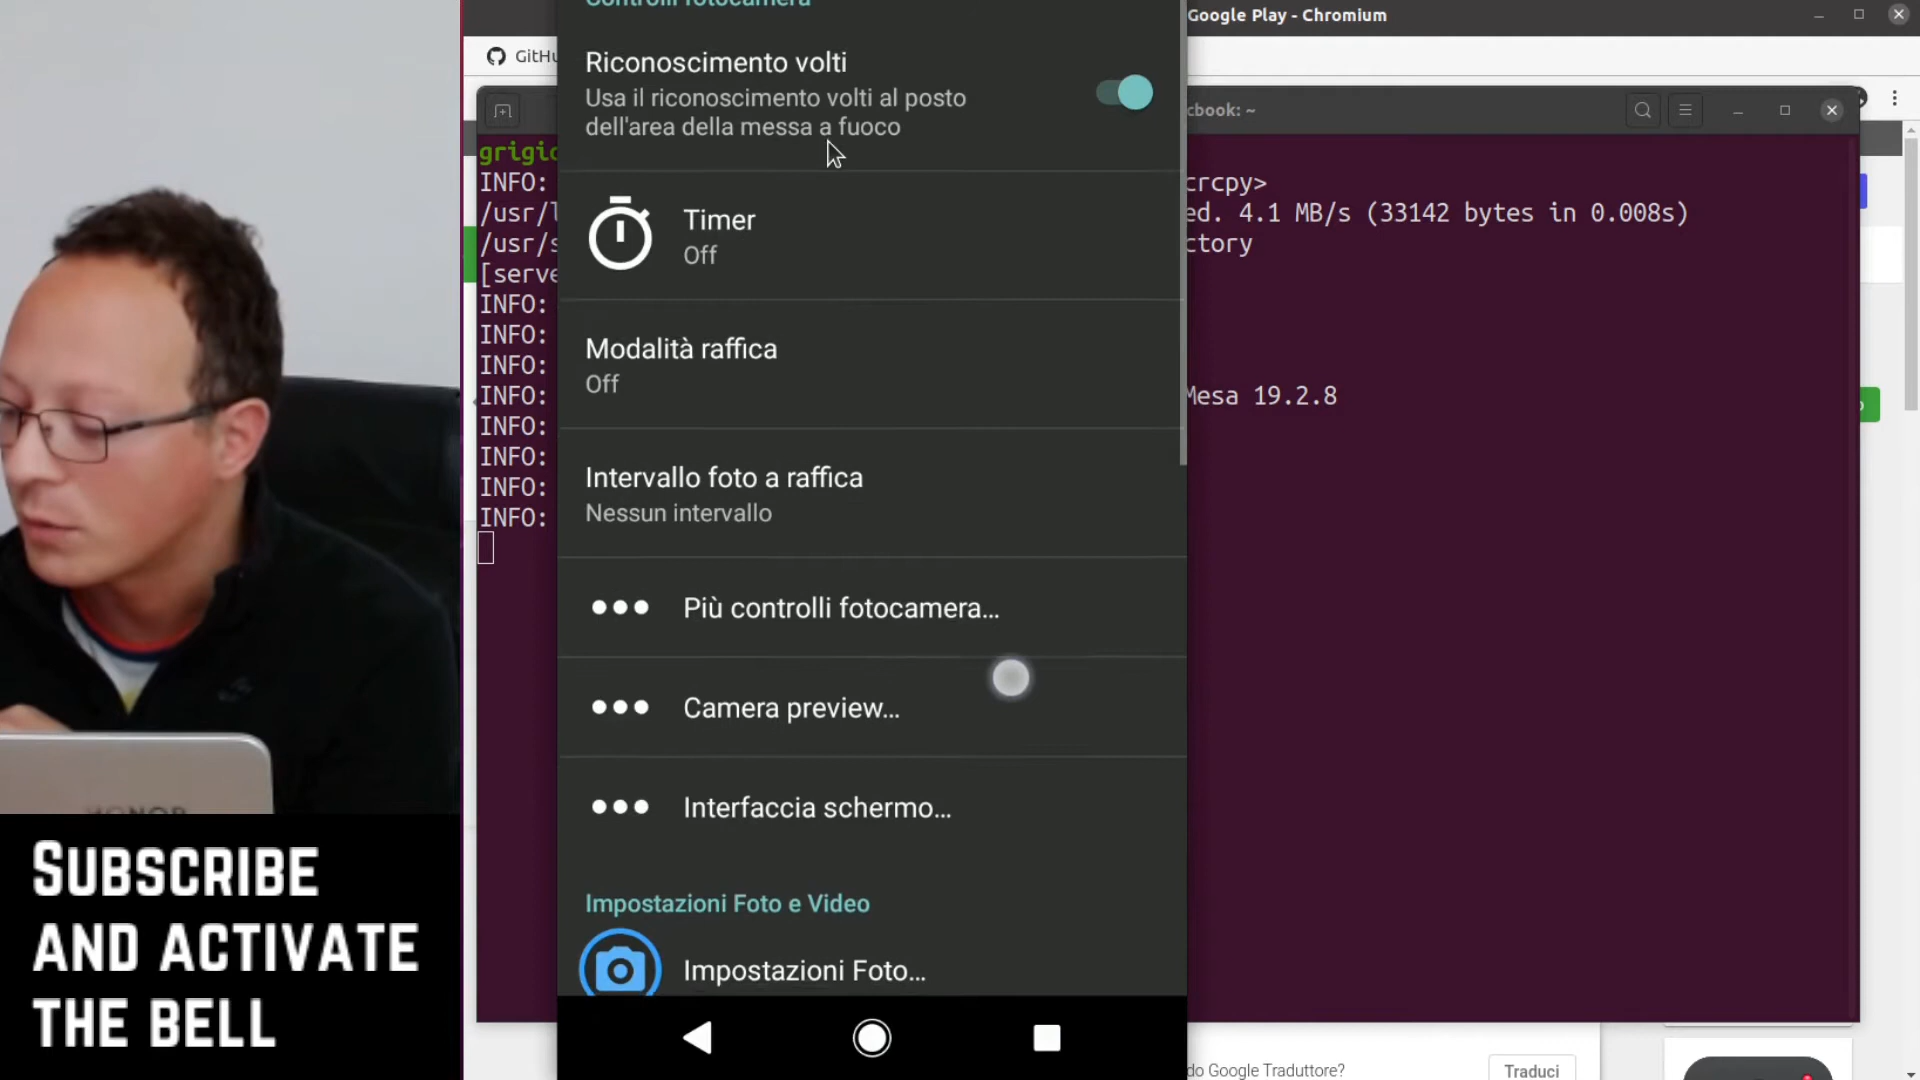 Controlli fotocamera
Riconoscimento volti
Usa il riconoscimento volti al posto
dell'area della messa a fuoco
Timer
Off
Modalità raffica
Off
Intervallo foto a raffica
Nessun intervallo
Più controlli fotocamera...
Camera preview...
Interfaccia schermo...
Impostazioni Foto e Video
Impostazioni Foto...
Google Play - Chromium
GitHu
cbook: ~
grigio
INFO:
crcpy>
/usr/l
ed. 4.1 MB/s (33142 bytes in 0.008s)
/usr/s
ctory
[serve
INFO:
INFO:
INFO:
INFO:
Mesa 19.2.8
INFO:
INFO:
INFO:
INFO:
do Google Traduttore?
Traduci
HONOR
SUBSCRIBE
AND ACTIVATE
THE BELL